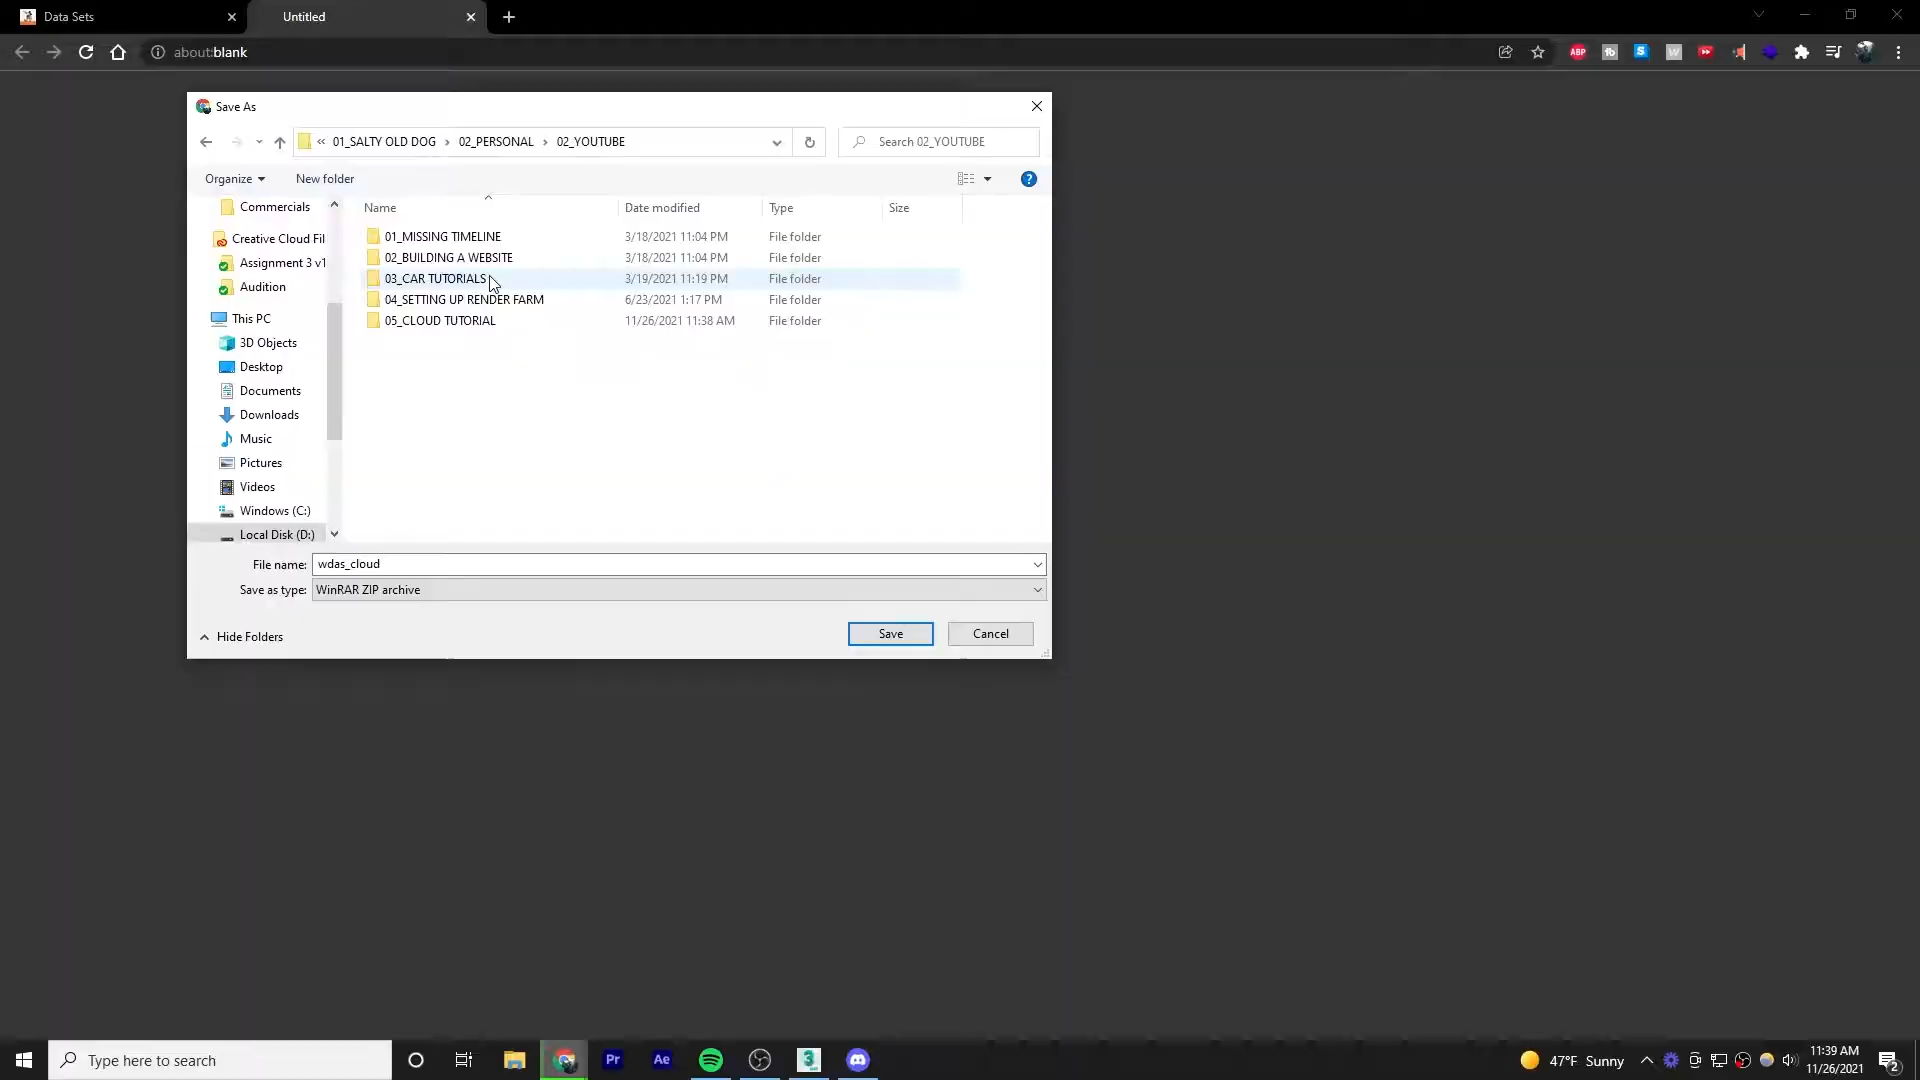 Data Sets
Untitled
about:blank
ABP
Save As
« 01_SALTY OLD DOG › 02_PERSONAL › 02_YOUTUBE
Search 02_YOUTUBE
Organize
New folder
Commercials
Creative Cloud Fil
Assignment 3 v1
Audition
This PC
3D Objects
Desktop
Documents
Downloads
Music
Pictures
Videos
Windows (C:)
Local Disk (D:)
Name Date modified Type Size
01_MISSING TIMELINE 3/18/2021 11:04 PM File folder
02_BUILDING A WEBSITE 3/18/2021 11:04 PM File folder
03_CAR TUTORIALS 3/19/2021 11:19 PM File folder
04_SETTING UP RENDER FARM 6/23/2021 1:17 PM File folder
05_CLOUD TUTORIAL 11/26/2021 11:38 AM File folder
File name: wdas_cloud
Save as type: WinRAR ZIP archive
Hide Folders
Save
Cancel
Type here to search
Pr
Ae
3
47°F Sunny
11:39 AM
11/26/2021
2